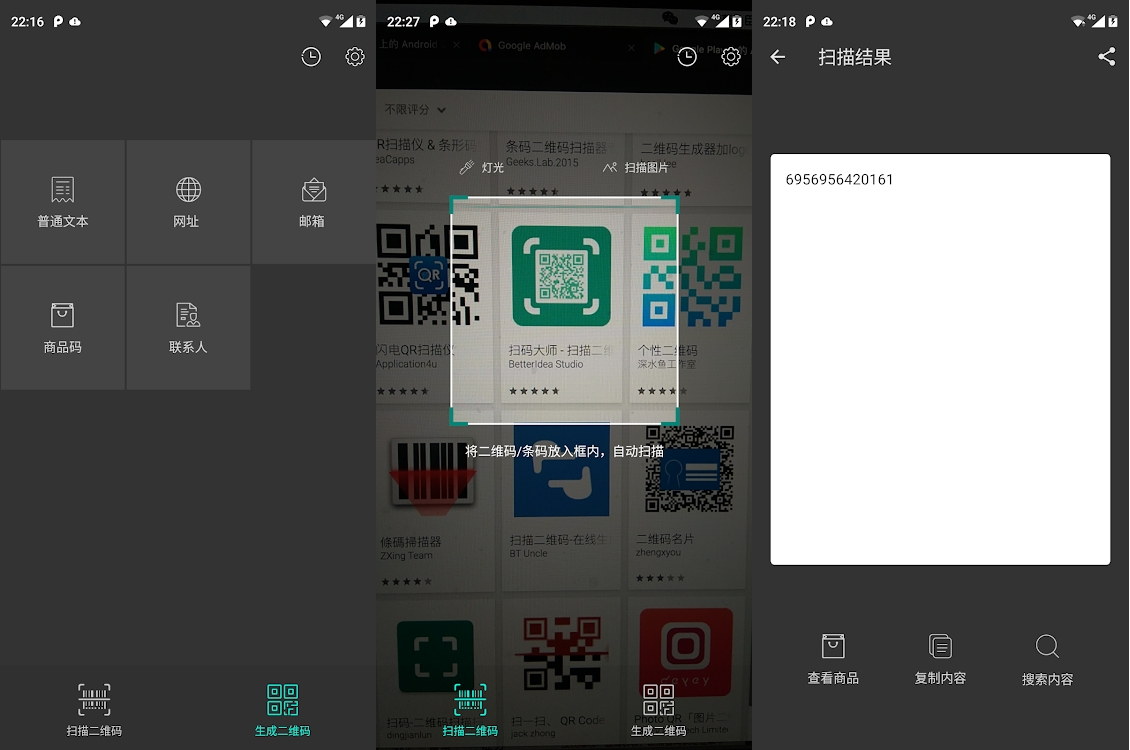 22:16
4G
普通文本
网址
邮箱
商品码
联系人
扫描二维码
生成二维码
22:27
4G
上的 Android
Google AdMob
Google Play
不限评分
R扫描仪 & 条形码
eaCapps
条码二维码扫描器
Geeks.Lab.2015
二维码生成器加log
灯光
扫描图片
QR
闪电QR扫描仪
Application4u
扫码大师 - 扫描二维
BetterIdea Studio
个性二维码
深水鱼工作室
将二维码/条码放入框内，自动扫描
條碼掃描器
ZXing Team
扫描二维码-在线生
BT Uncle
二维码名片
zhengxyou
扫码-二维码扫描
dingjianlun
扫一扫、QR Code
jack zhong
Photo QR「图片二
扫描二维码
生成二维码
22:18
4G
扫描结果
6956956420161
查看商品
复制内容
搜索内容